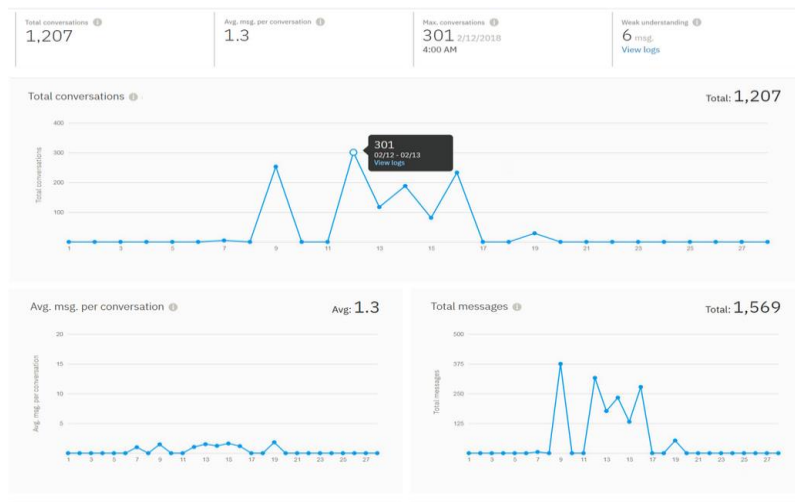 Total conversations
1,207
Avg. msg. per conversation
1.3
Max. conversations
301 2/12/2018
4:00 AM
Weak understanding
6 msg.
View logs
Total conversations
Total: 1,207
Total conversations
400
300
200
100
301
02/12 - 02/13
View logs
1 3 5 7 9 11 13 15 17 19 21 23 25 27
Avg. msg. per conversation
Avg: 1.3
Avg. msg. per conversation
20
15
10
5
1 3 5 7 9 11 13 15 17 19 21 23 25 27
Total messages
Total: 1,569
Total messages
500
375
250
125
1 3 5 7 9 11 13 15 17 19 21 23 25 27